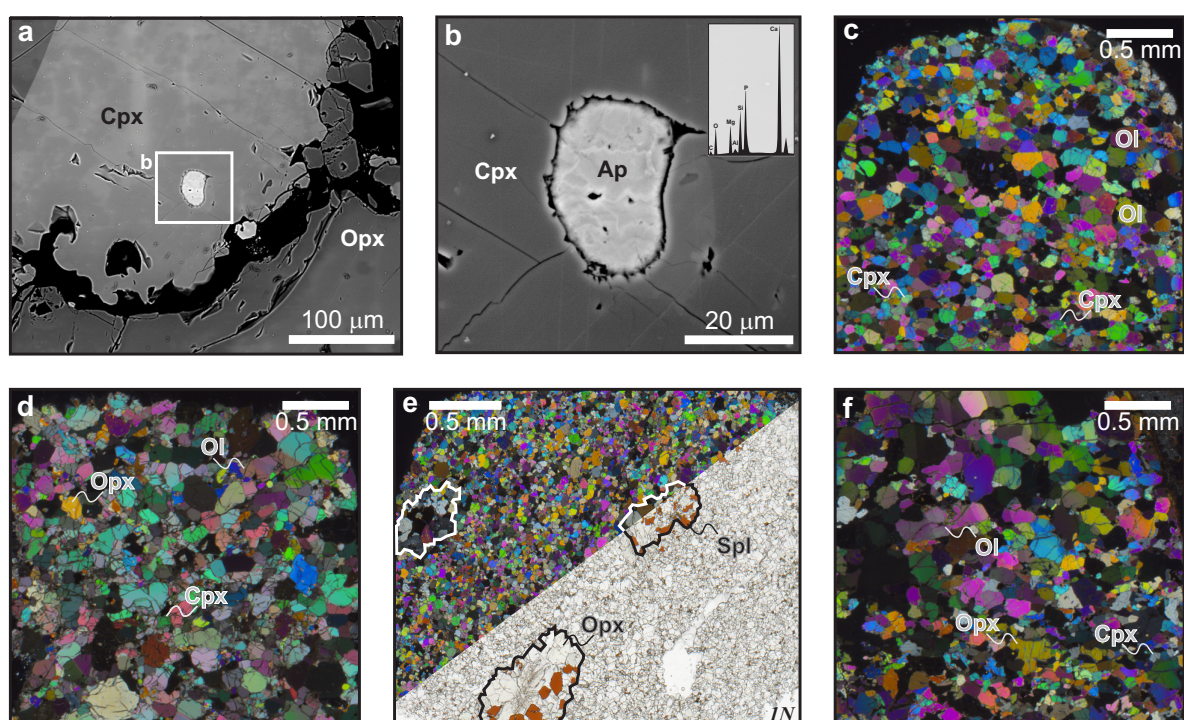 a
Cpx
b
Opx
100 μm
b
Cpx
Ap
O
C
Mg
Al
Si
P
Ca
20 μm
c
0.5 mm
Ol
Ol
Cpx
Cpx
d
0.5 mm
Ol
Opx
Cpx
e
0.5 mm
Spl
Opx
1N
f
0.5 mm
Ol
Opx
Cpx